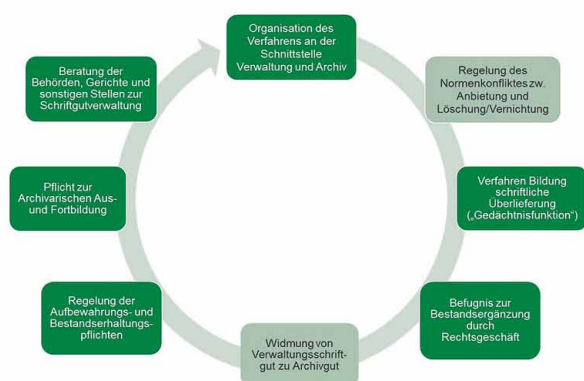 Organisation des
Verfahrens an der
Schnittstelle
Verwaltung und Archiv
Regelung des
Normenkonfliktes zw.
Anbietung und
Löschung/Vernichtung
Verfahren Bildung
schriftliche
Überlieferung
(„Gedächtnisfunktion“)
Befugnis zur
Bestandsergänzung
durch
Rechtsgeschäft
Widmung von
Verwaltungsschrift-
gut zu Archivgut
Regelung der
Aufbewahrungs- und
Bestandserhaltungs-
pflichten
Pflicht zur
Archivarischen Aus-
und Fortbildung
Beratung der
Behörden, Gerichte und
sonstigen Stellen zur
Schriftgutverwaltung